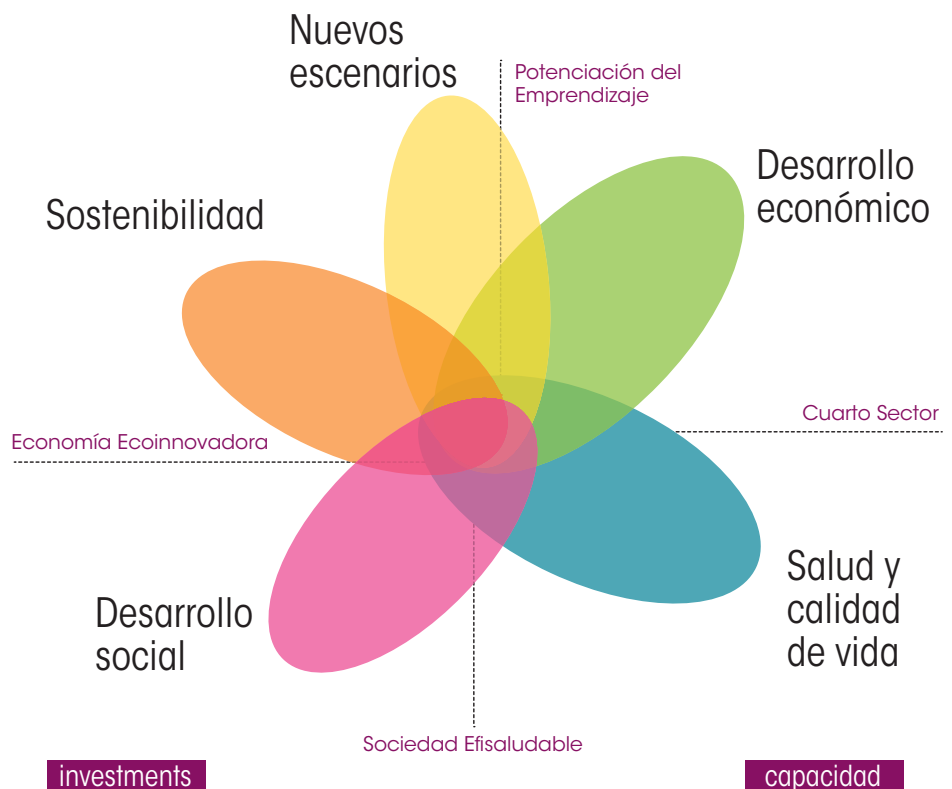 Nuevos
escenarios
Potenciación del
Emprendizaje
Desarrollo
económico
Sostenibilidad
Cuarto Sector
Economía Ecoinnovadora
Salud y
calidad
de vida
Desarrollo
social
Sociedad Efisaludable
investments
capacidad